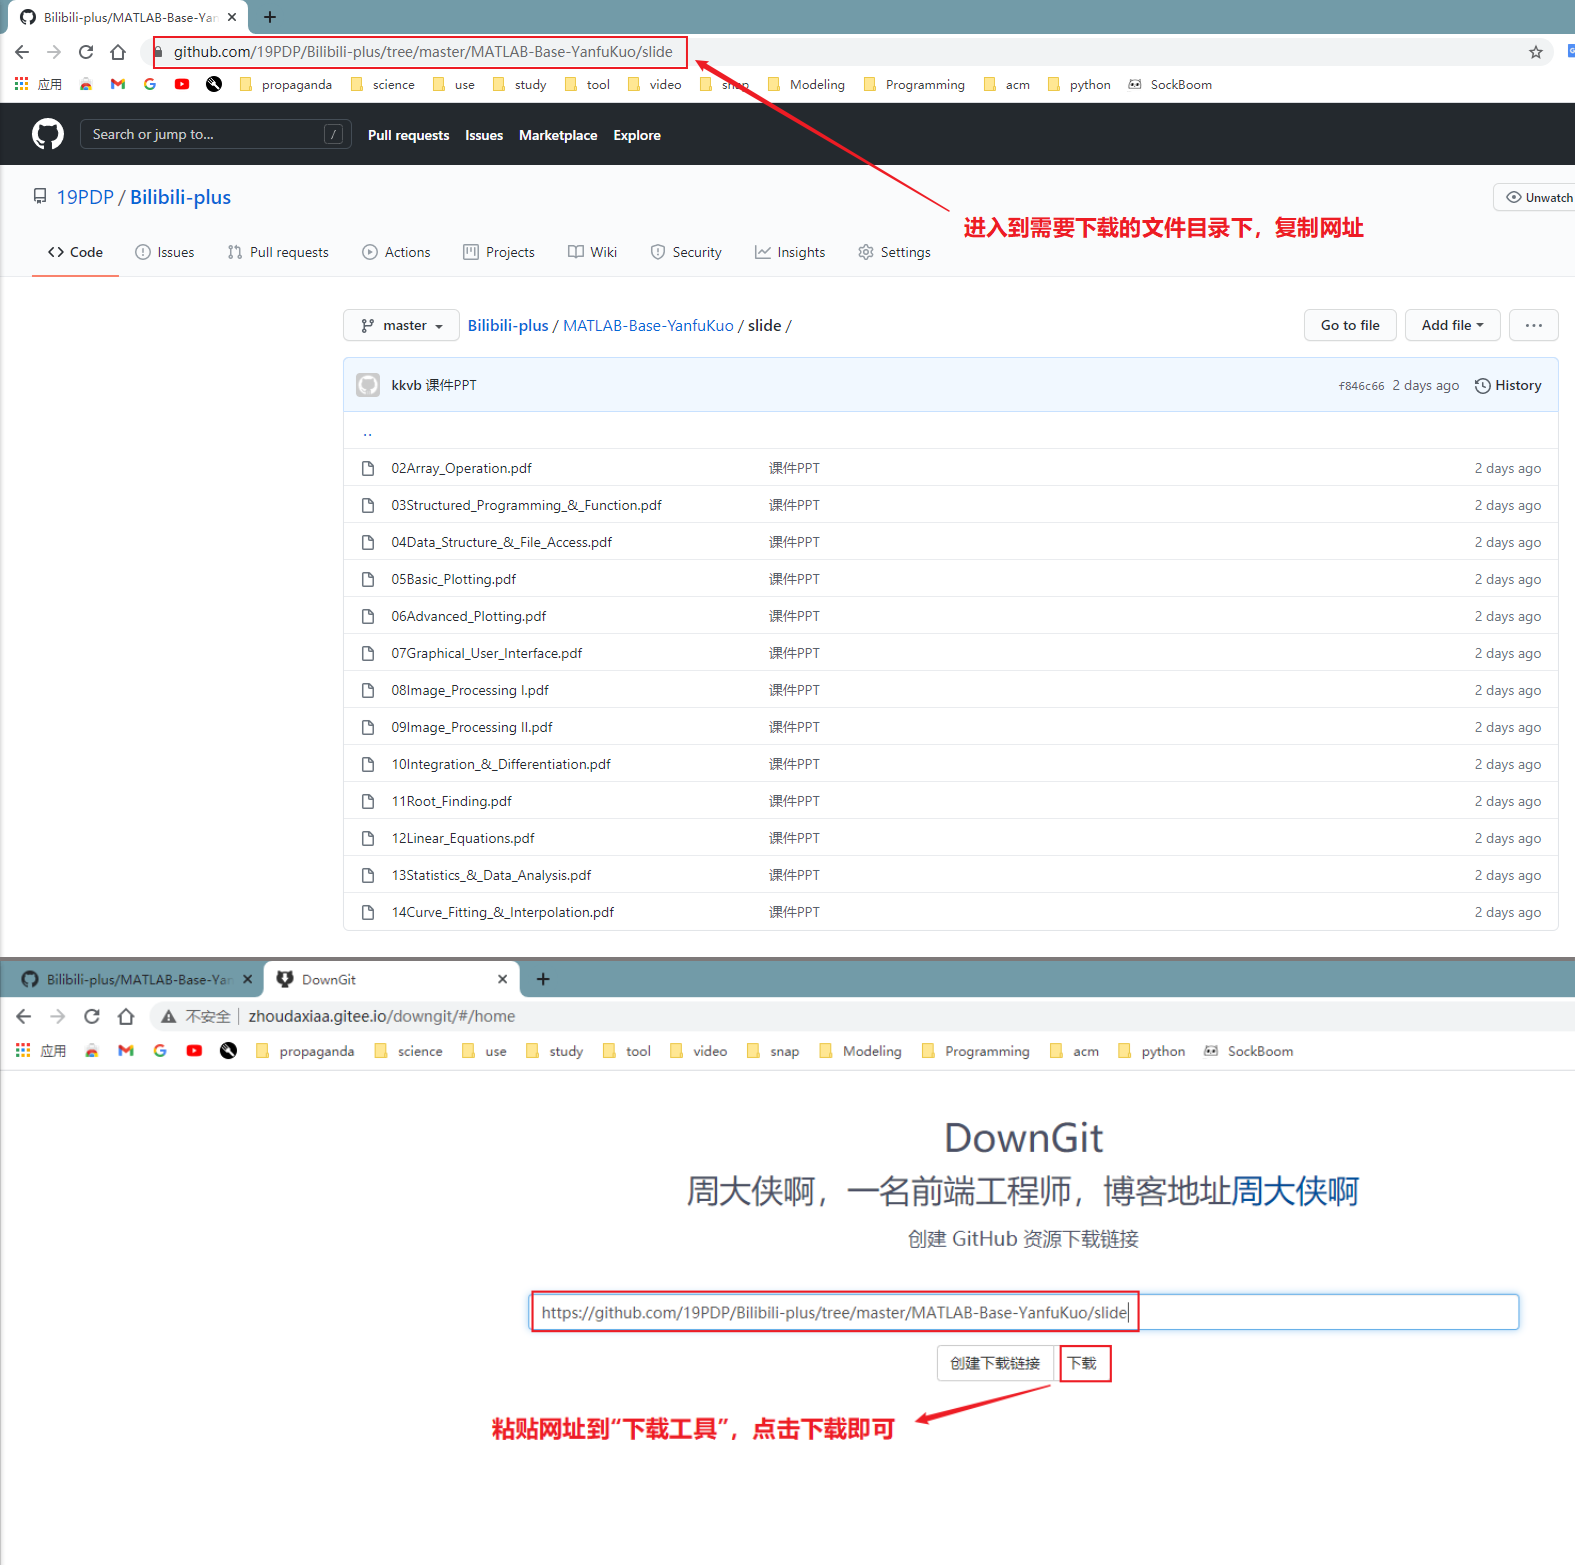 Bilibili-plus/MATLAB-Base-Yan
github.com/19PDP/Bilibili-plus/tree/master/MATLAB-Base-YanfuKuo/slide
应用 propaganda science use study tool video snap Modeling Programming acm python SockBoom
Search or jump to... / Pull requests Issues Marketplace Explore
19PDP / Bilibili-plus
Unwatch
进入到需要下载的文件目录下，复制网址
Code Issues Pull requests Actions Projects Wiki Security Insights Settings
master Bilibili-plus / MATLAB-Base-YanfuKuo / slide / Go to file Add file ...
kkvb 课件PPT f846c66 2 days ago History
..
02Array_Operation.pdf 课件PPT 2 days ago
03Structured_Programming_&_Function.pdf 课件PPT 2 days ago
04Data_Structure_&_File_Access.pdf 课件PPT 2 days ago
05Basic_Plotting.pdf 课件PPT 2 days ago
06Advanced_Plotting.pdf 课件PPT 2 days ago
07Graphical_User_Interface.pdf 课件PPT 2 days ago
08Image_Processing I.pdf 课件PPT 2 days ago
09Image_Processing II.pdf 课件PPT 2 days ago
10Integration_&_Differentiation.pdf 课件PPT 2 days ago
11Root_Finding.pdf 课件PPT 2 days ago
12Linear_Equations.pdf 课件PPT 2 days ago
13Statistics_&_Data_Analysis.pdf 课件PPT 2 days ago
14Curve_Fitting_&_Interpolation.pdf 课件PPT 2 days ago
Bilibili-plus/MATLAB-Base-Yan DownGit
不安全 | zhoudaxiaa.gitee.io/downgit/#/home
应用 propaganda science use study tool video snap Modeling Programming acm python SockBoom
DownGit
周大侠啊，一名前端工程师，博客地址周大侠啊
创建 GitHub 资源下载链接
https://github.com/19PDP/Bilibili-plus/tree/master/MATLAB-Base-YanfuKuo/slide
创建下载链接 下载
粘贴网址到“下载工具”，点击下载即可